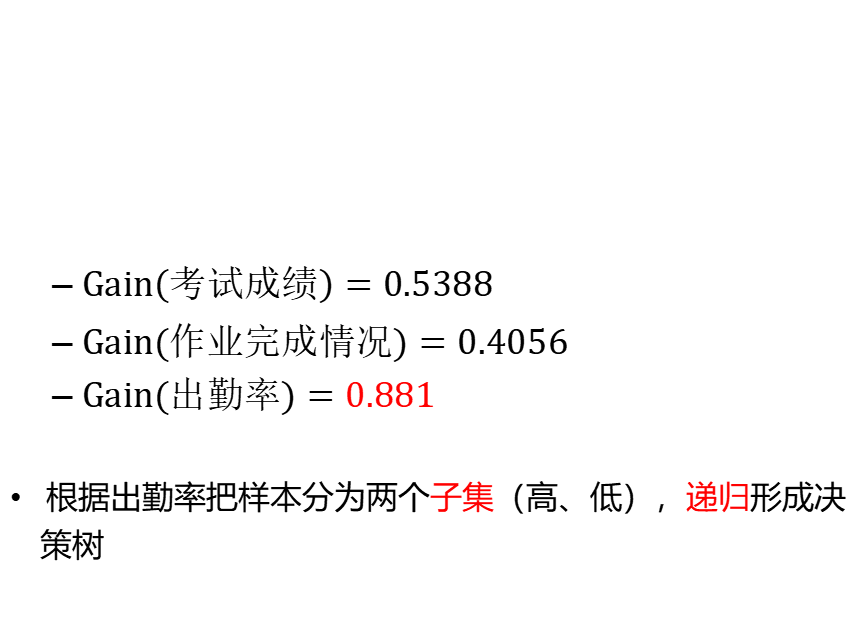 – Gain(考试成绩) = 0.5388
– Gain(作业完成情况) = 0.4056
– Gain(出勤率) = 0.881
• 根据出勤率把样本分为两个子集（高、低），递归形成决
策树